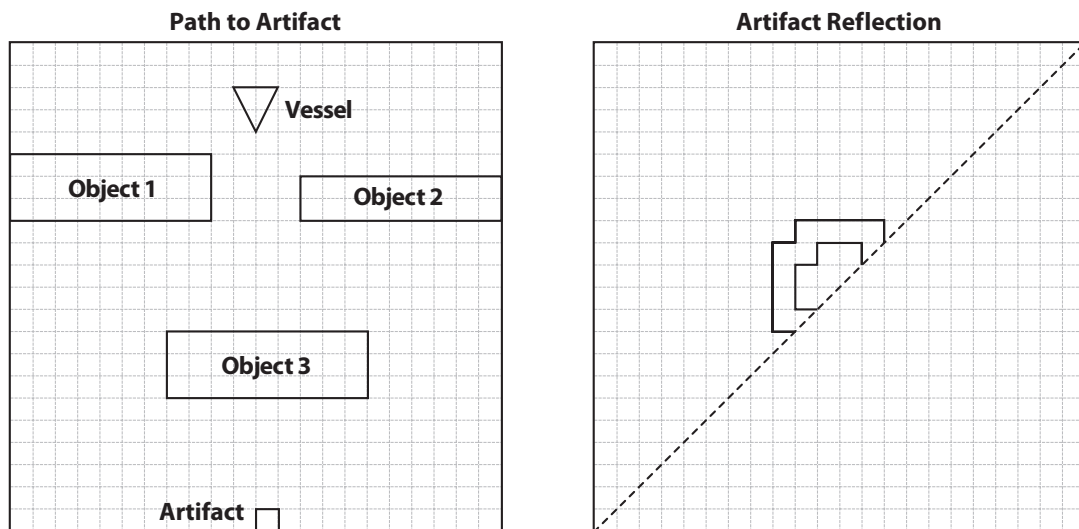 Path to Artifact
Artifact Reflection
Vessel
Object 1
Object 2
Object 3
Artifact